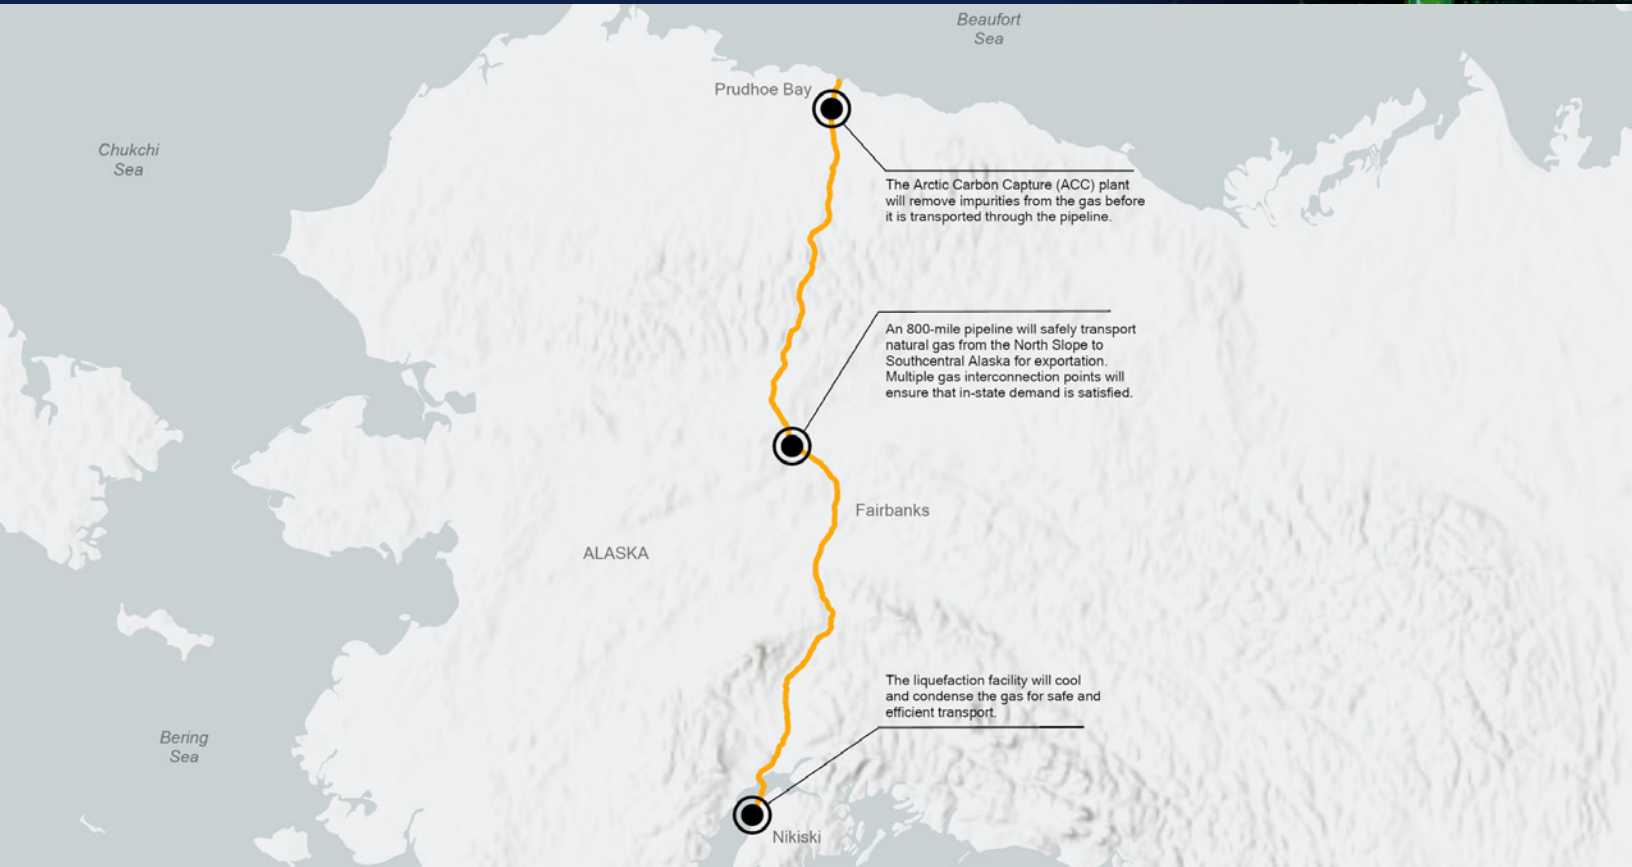 Beaufort
Sea
Prudhoe Bay
Chukchi
Sea
The Arctic Carbon Capture (ACC) plant
will remove impurities from the gas before
it is transported through the pipeline.
An 800-mile pipeline will safely transport
natural gas from the North Slope to
Southcentral Alaska for exportation.
Multiple gas interconnection points will
ensure that in-state demand is satisfied.
Fairbanks
ALASKA
The liquefaction facility will cool
and condense the gas for safe and
efficient transport.
Bering
Sea
Nikiski